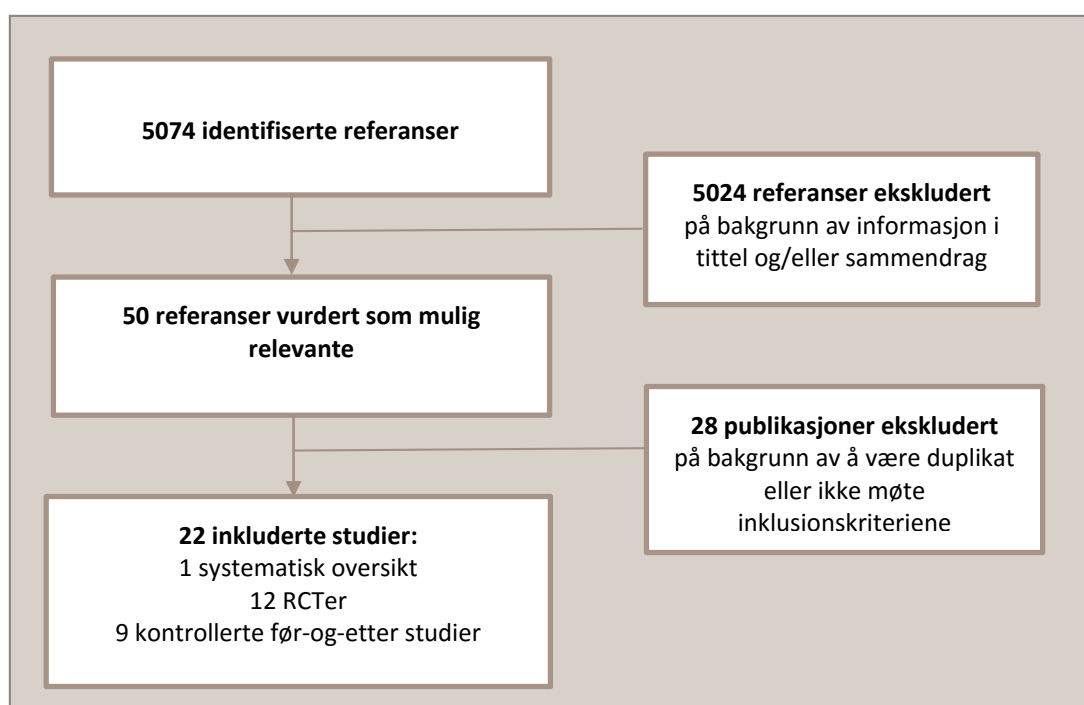 5074 identifiserte referanser
5024 referanser ekskludert
på bakgrunn av informasjon i
tittel og/eller sammendrag
50 referanser vurdert som mulig
relevante
28 publikasjoner ekskludert
på bakgrunn av å være duplikat
eller ikke møte
inklusionskriteriene
22 inkluderte studier:
1 systematisk oversikt
12 RCTer
9 kontrollerte før-og-etter studier